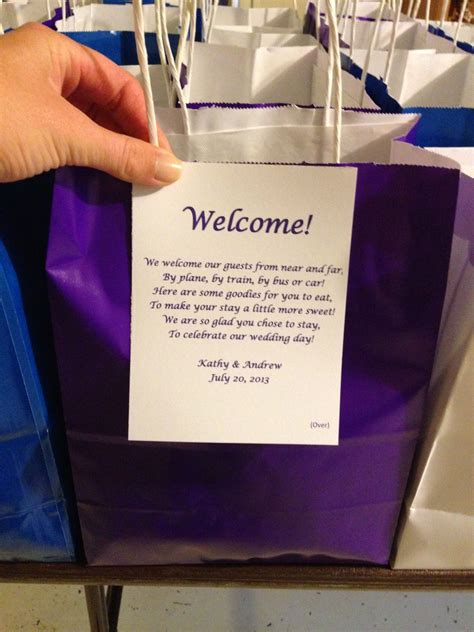 Welcome!
We welcome our guests from near and far,
By plane, by train, by bus or car!
Here are some goodies for you to eat,
To make your stay a little more sweet!
We are so glad you chose to stay,
To celebrate our wedding day!
Kathy & Andrew
July 20, 2013
(Over)